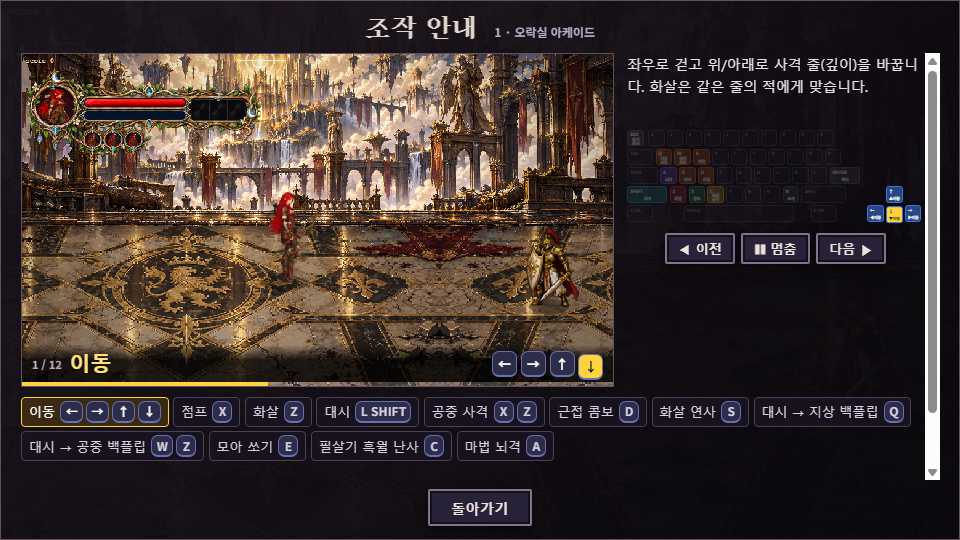 조작 안내 1 · 오락실 아케이드
좌우로 걷고 위/아래로 사격 줄(깊이)을 바꿉니
다. 화살은 같은 줄의 적에게 맞습니다.
◀ 이전 멈춤 다음 ▶
1 / 12 이동 ← → ↑ ↓
이동 ← → ↑ ↓ 점프 X 화살 Z 대시 L SHIFT 공중 사격 X Z 근접 콤보 D 화살 연사 S 대시 → 지상 백플립 Q
대시 → 공중 백플립 W Z 모아 쏘기 E 필살기 흑월 난사 C 마법 뇌격 A
돌아가기